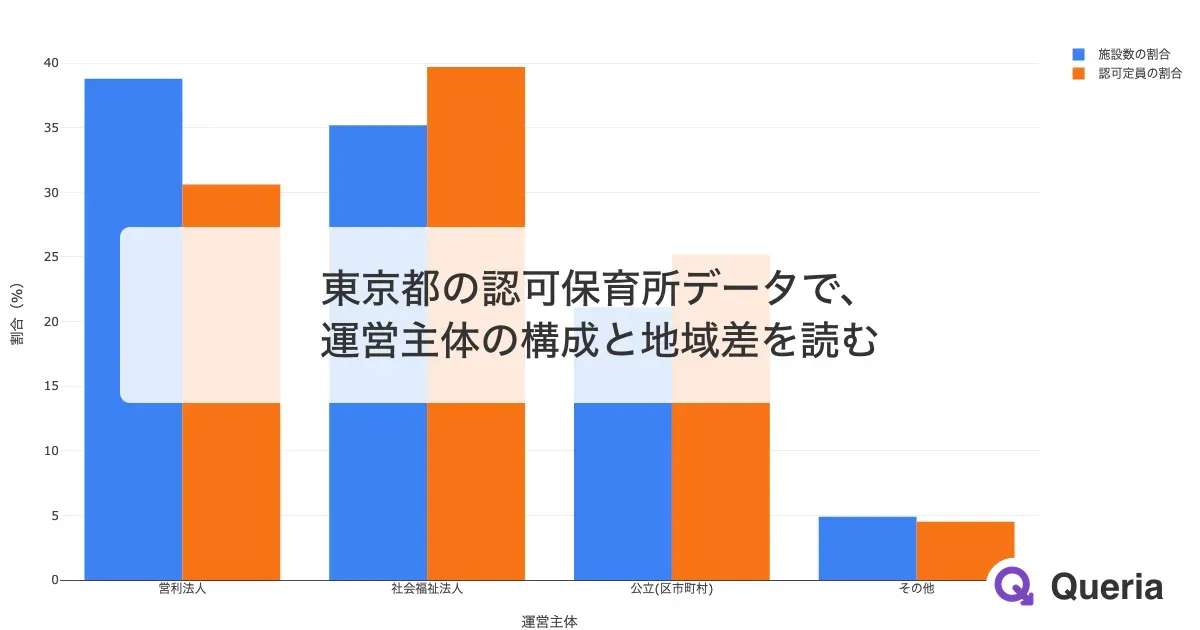 施設数の割合
認可定員の割合
40
35
30
25
20
15
10
5
0
割合 (%)
東京都の認可保育所データで、
運営主体の構成と地域差を読む
営利法人
社会福祉法人
公立(区市町村)
その他
運営主体
Queria